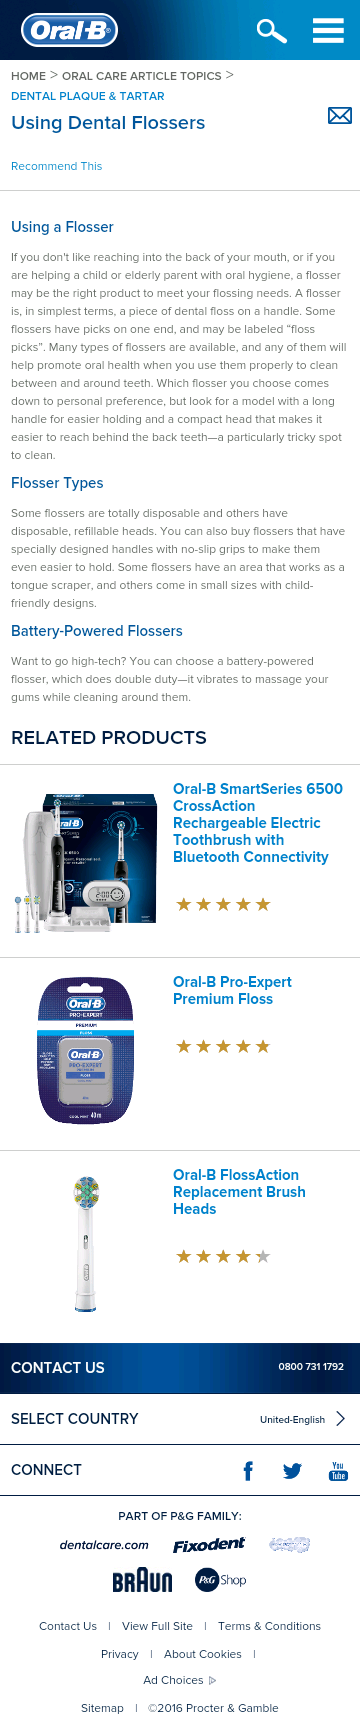 Oral-B
HOME > ORAL CARE ARTICLE TOPICS >
DENTAL PLAQUE & TARTAR
Using Dental Flossers
Recommend This
Using a Flosser
If you don't like reaching into the back of your mouth, or if you
are helping a child or elderly parent with oral hygiene, a flosser
may be the right product to meet your flossing needs. A flosser
is, in simplest terms, a piece of dental floss on a handle. Some
flossers have picks on one end, and may be labeled “floss
picks”. Many types of flossers are available, and any of them will
help promote oral health when you use them properly to clean
between and around teeth. Which flosser you choose comes
down to personal preference, but look for a model with a long
handle for easier holding and a compact head that makes it
easier to reach behind the back teeth—a particularly tricky spot
to clean.
Flosser Types
Some flossers are totally disposable and others have
disposable, refillable heads. You can also buy flossers that have
specially designed handles with no-slip grips to make them
even easier to hold. Some flossers have an area that works as a
tongue scraper, and others come in small sizes with child-
friendly designs.
Battery-Powered Flossers
Want to go high-tech? You can choose a battery-powered
flosser, which does double duty—it vibrates to massage your
gums while cleaning around them.
RELATED PRODUCTS
Oral-B SmartSeries 6500
CrossAction
Rechargeable Electric
Toothbrush with
Bluetooth Connectivity
Oral-B
Oral-B Pro-Expert
Premium Floss
Oral-B
PRO-EXPERT
PREMIUM
FLOSS
Oral-B
PRO-EXPERT
FLOSS
COOL MINT 40m
Oral-B FlossAction
Replacement Brush
Heads
CONTACT US 0800 731 1792
SELECT COUNTRY United-English
CONNECT You Tube
PART OF P&G FAMILY:
dentalcare.com Fixodent
BRAUN P&G Shop
Contact Us | View Full Site | Terms & Conditions
Privacy | About Cookies |
Ad Choices
Sitemap | ©2016 Procter & Gamble